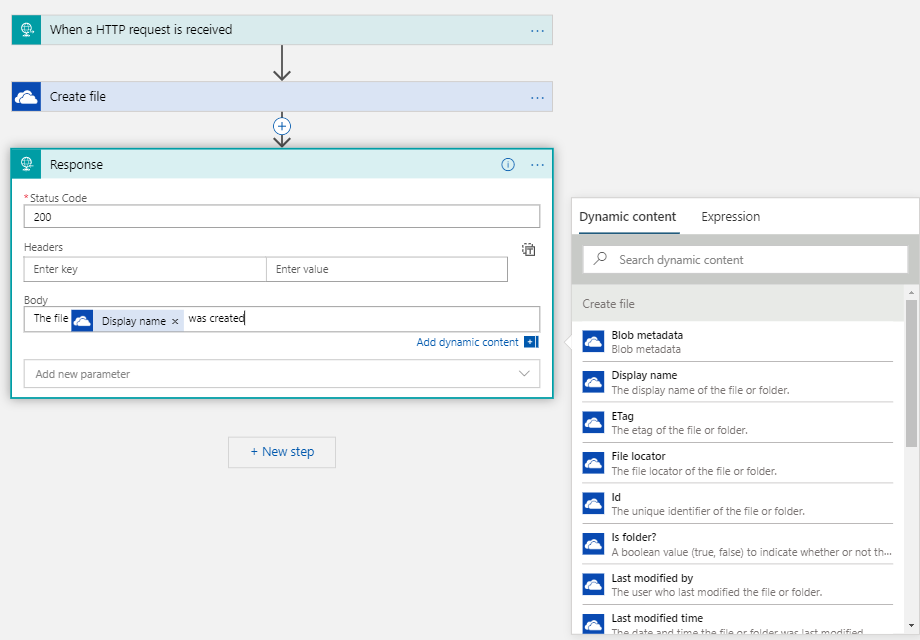 When a HTTP request is received
Create file
Response
*Status Code
200
Headers
Enter key
Enter value
Body
The file Display name × was created
Add dynamic content
Add new parameter
+ New step
Dynamic content
Expression
Search dynamic content
Create file
Blob metadata
Blob metadata
Display name
The display name of the file or folder.
ETag
The etag of the file or folder.
File locator
The file locator of the file or folder.
Id
The unique identifier of the file or folder.
Is folder?
A boolean value (true, false) to indicate whether or not th...
Last modified by
The user who last modified the file or folder.
Last modified time
The date and time the file or folder was last modified.